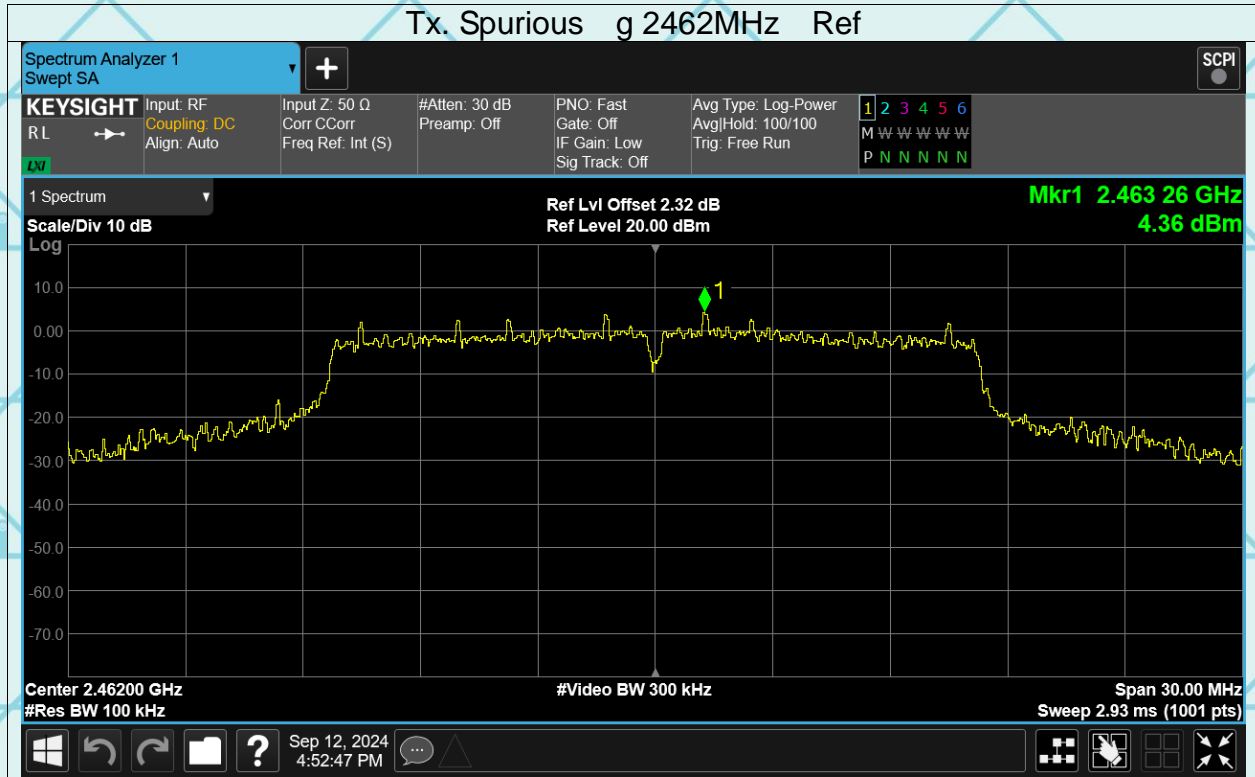 Tx. Spurious g 2462MHz Ref
Spectrum Analyzer 1
Swept SA
SCPI
KEYSIGHT
RL
LXI
Input: RF
Coupling: DC
Align: Auto
Input Z: 50 Ω
Corr CCorr
Freq Ref: Int (S)
#Atten: 30 dB
Preamp: Off
PNO: Fast
Gate: Off
IF Gain: Low
Sig Track: Off
Avg Type: Log-Power
Avg|Hold: 100/100
Trig: Free Run
1 2 3 4 5 6
M W W W W W W
P N N N N N N
1 Spectrum
Scale/Div 10 dB
Ref Lvl Offset 2.32 dB
Ref Level 20.00 dBm
Mkr1 2.463 26 GHz
4.36 dBm
Log
1
10.0
0.00
-10.0
-20.0
-30.0
-40.0
-50.0
-60.0
-70.0
Center 2.46200 GHz
#Video BW 300 kHz
Span 30.00 MHz
#Res BW 100 kHz
Sweep 2.93 ms (1001 pts)
?
Sep 12, 2024
4:52:47 PM